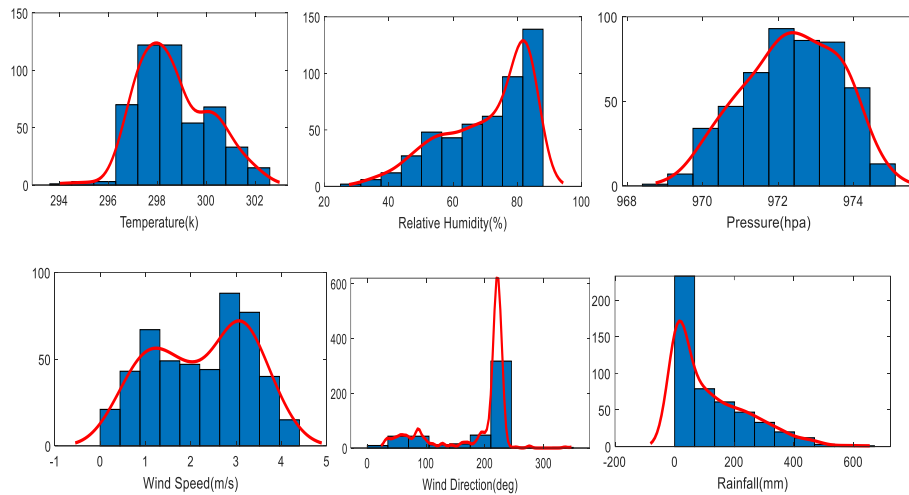 150
100
50
0
294 296 298 300 302
Temperature(k)
150
100
50
0
20 40 60 80 100
Relative Humidity(%)
100
50
0
968 970 972 974
Pressure(hpa)
100
50
0
-1 0 1 2 3 4 5
Wind Speed(m/s)
600
400
200
0
0 100 200 300
Wind Direction(deg)
200
150
100
50
0
-200 0 200 400 600
Rainfall(mm)